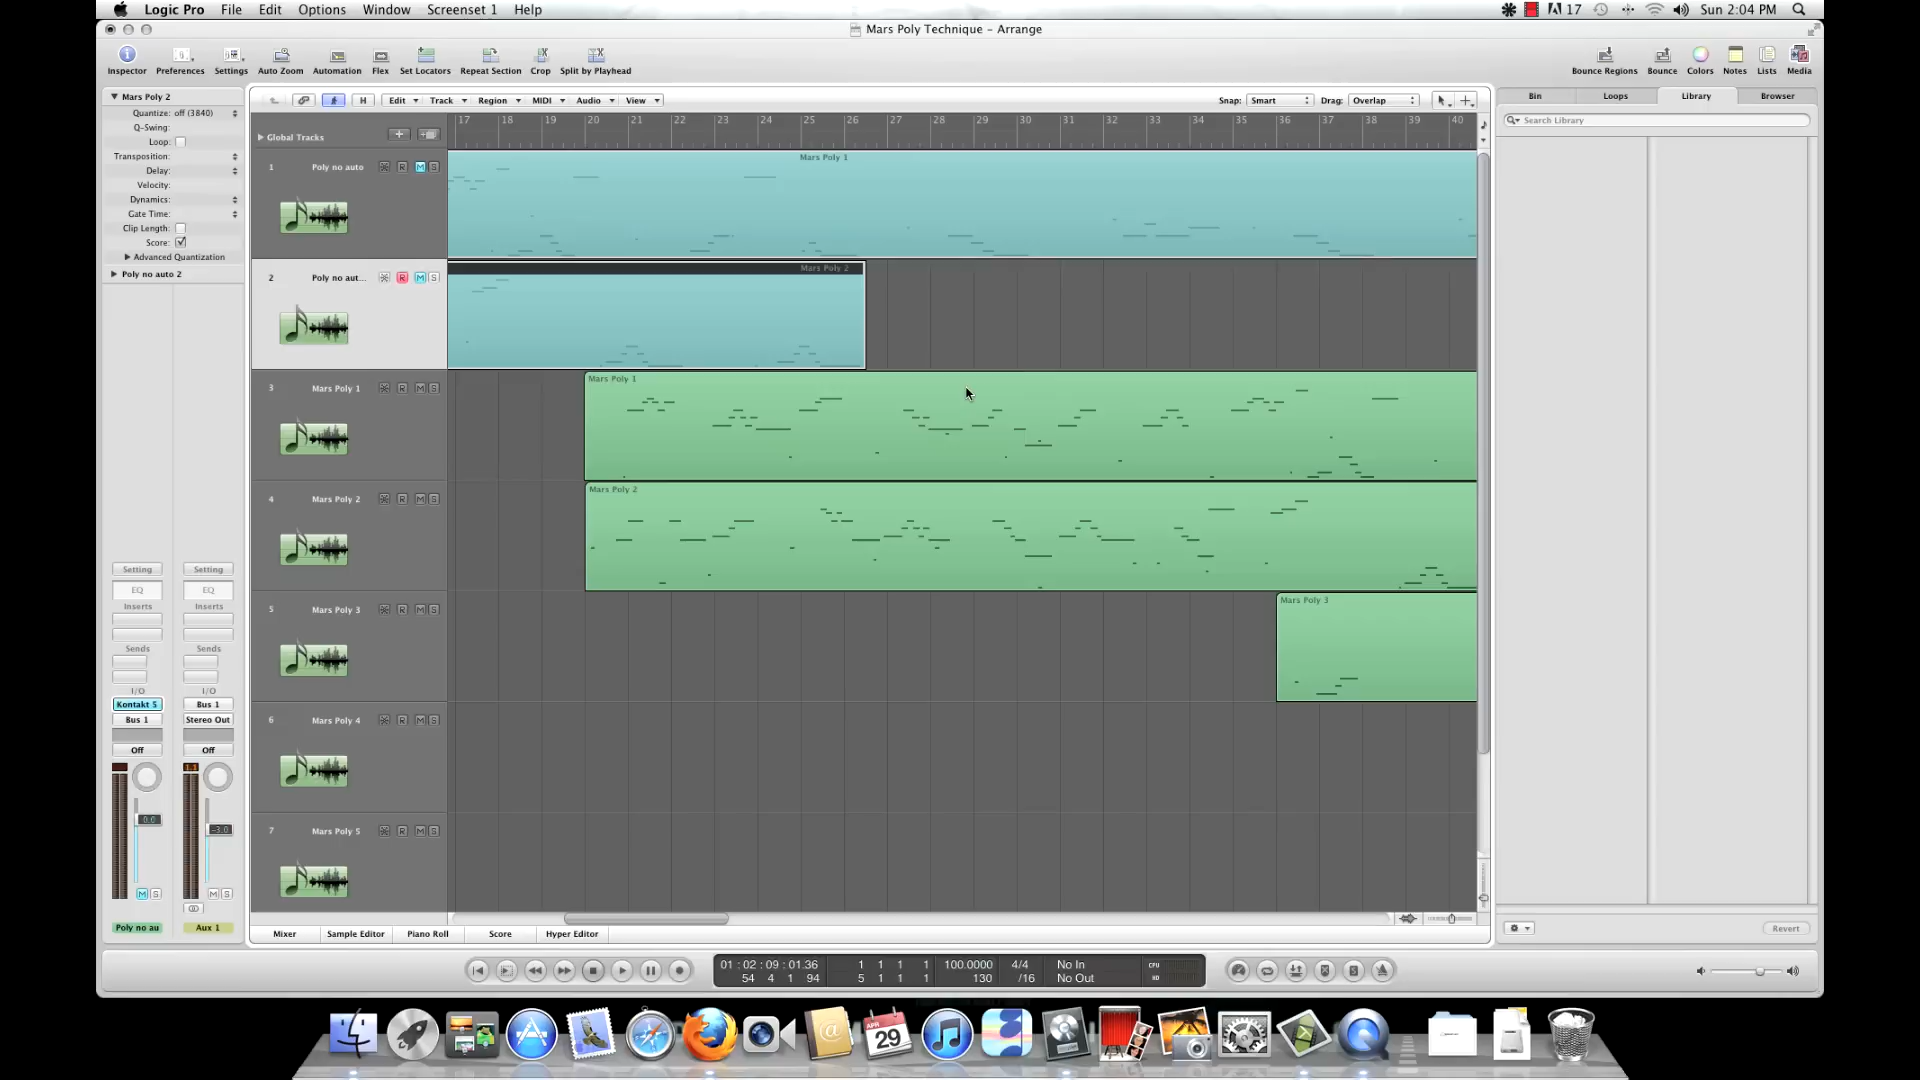 Logic Pro File Edit Options Window Screenset 1 Help
17 Sun 2:04 PM
Mars Poly Technique – Arrange
Inspector Preferences Settings Auto Zoom Automation Flex Set Locators Repeat Section Crop Split by Playhead
Bounce Regions Bounce Colors Notes Lists Media
Mars Poly 2
Quantize: off (3840)
Q-Swing:
Loop:
Transposition:
Delay:
Velocity:
Dynamics:
Gate Time:
Clip Length:
Score:
Advanced Quantization
Poly no auto 2
H Edit Track Region MIDI Audio View
Snap: Smart Drag: Overlap
Bin Loops Library Browser
Search Library
Global Tracks
17 18 19 20 21 22 23 24 25 26 27 28 29 30 31 32 33 34 35 36 37 38 39 40
1 Poly no auto R M S
Mars Poly 1
2 Poly no aut... R M S
Mars Poly 2
3 Mars Poly 1 R M S
Mars Poly 1
4 Mars Poly 2 R M S
Mars Poly 2
5 Mars Poly 3 R M S
Mars Poly 3
6 Mars Poly 4 R M S
7 Mars Poly 5 R M S
Setting Setting
EQ EQ
Inserts Inserts
Sends Sends
I/O I/O
Kontakt 5 Bus 1
Bus 1 Stereo Out
Off Off
1.1
0.0 -3.0
M S M S
Poly no au Aux 1
Mixer Sample Editor Piano Roll Score Hyper Editor
Revert
01 : 02 : 09 : 01.36 1 1 1 1 100.0000 4/4 No In CPU
54 4 1 94 5 1 1 1 130 /16 No Out HD
APR
29